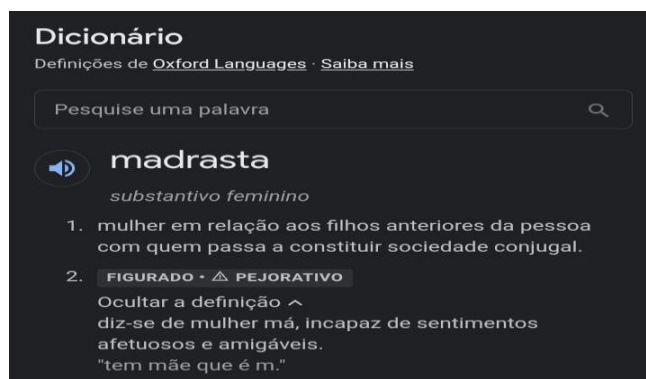 Dicionário
Definições de Oxford Languages · Saiba mais
Pesquise uma palavra
madrasta
substantivo feminino
1. mulher em relação aos filhos anteriores da pessoa
com quem passa a constituir sociedade conjugal.
2. FIGURADO · ⚠ PEJORATIVO
Ocultar a definição ^
diz-se de mulher má, incapaz de sentimentos
afetuosos e amigáveis.
"tem mãe que é m."